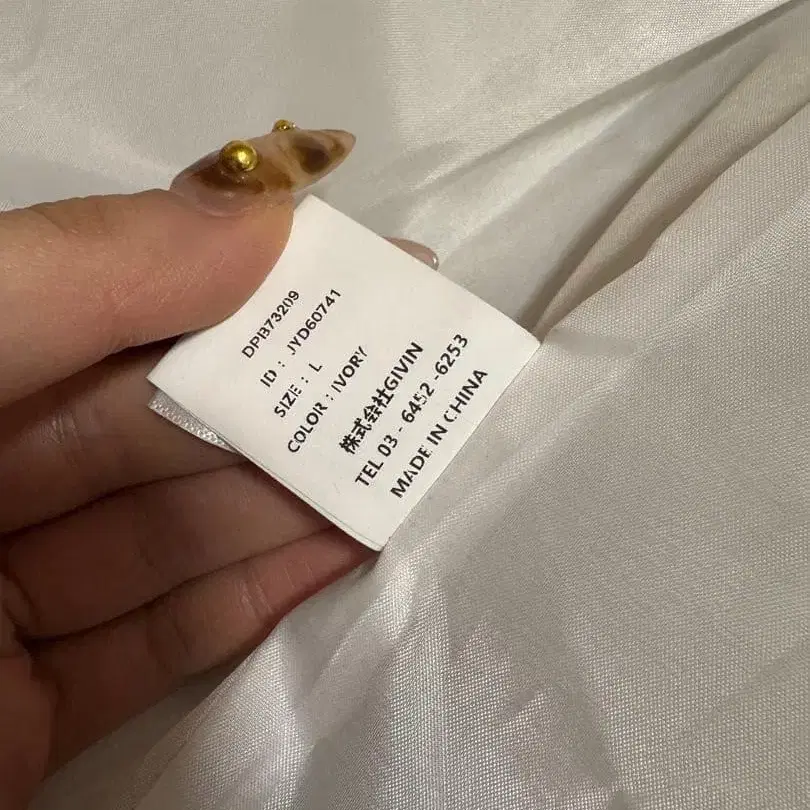 DPB73209
ID : JYD60741
SIZE : L
COLOR : IVORY
株式会社GIVIN
TEL 03 - 6452 -6253
MADE IN CHINA